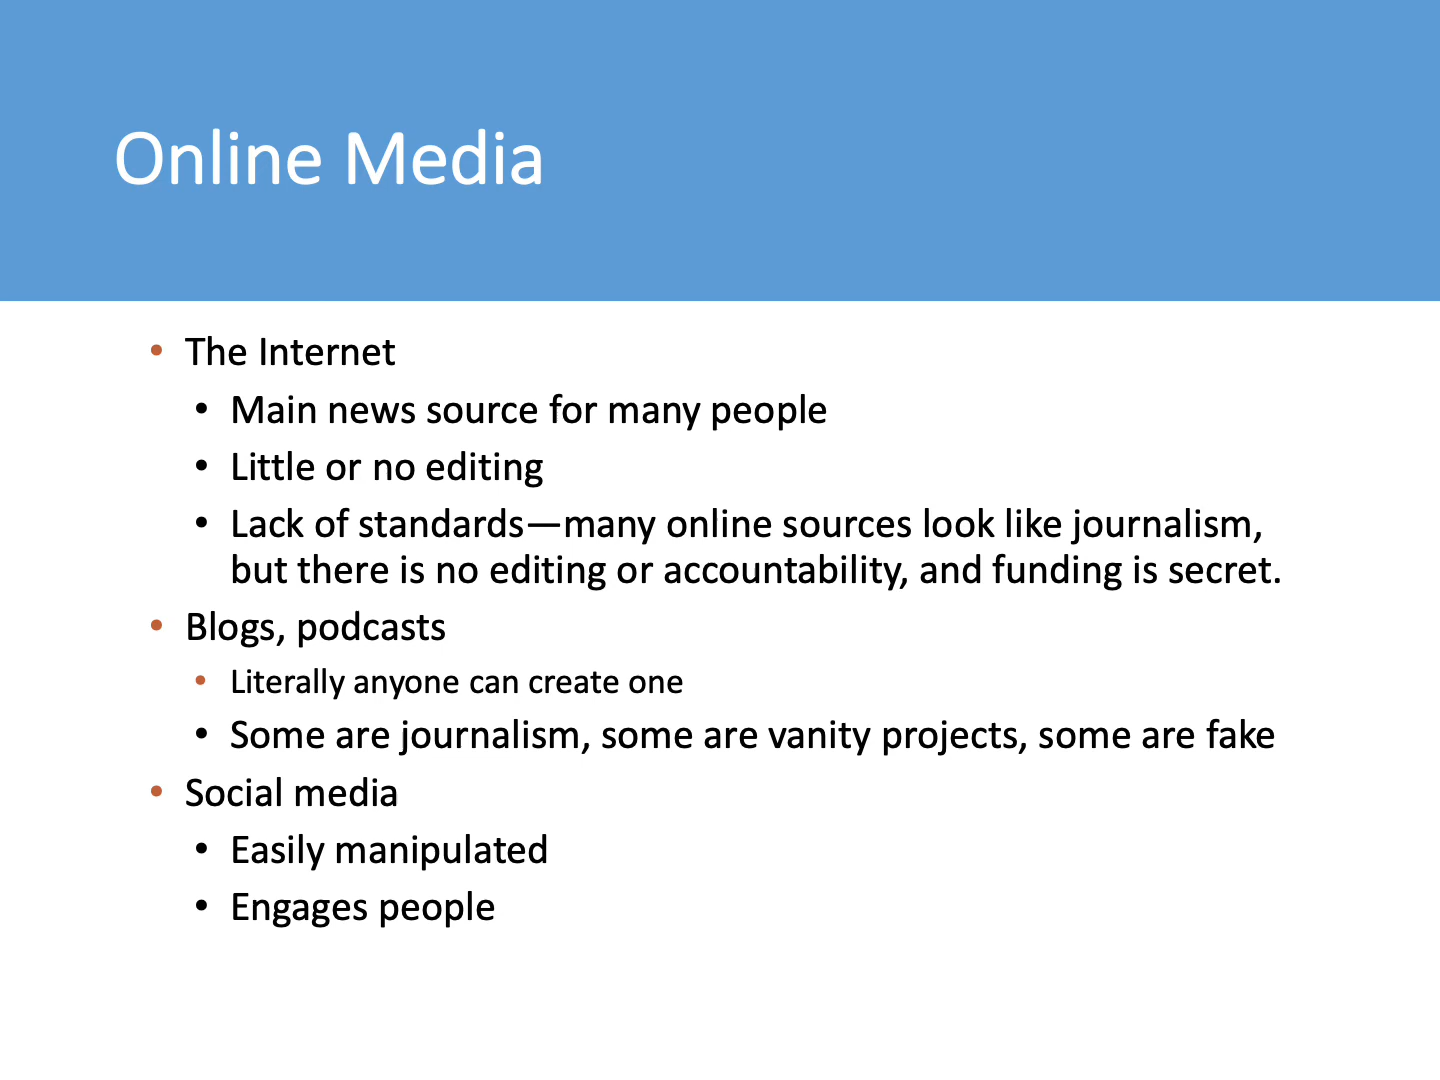 Online Media
• The Internet
• Main news source for many people
• Little or no editing
• Lack of standards—many online sources look like journalism,
but there is no editing or accountability, and funding is secret.
• Blogs, podcasts
• Literally anyone can create one
• Some are journalism, some are vanity projects, some are fake
• Social media
• Easily manipulated
• Engages people